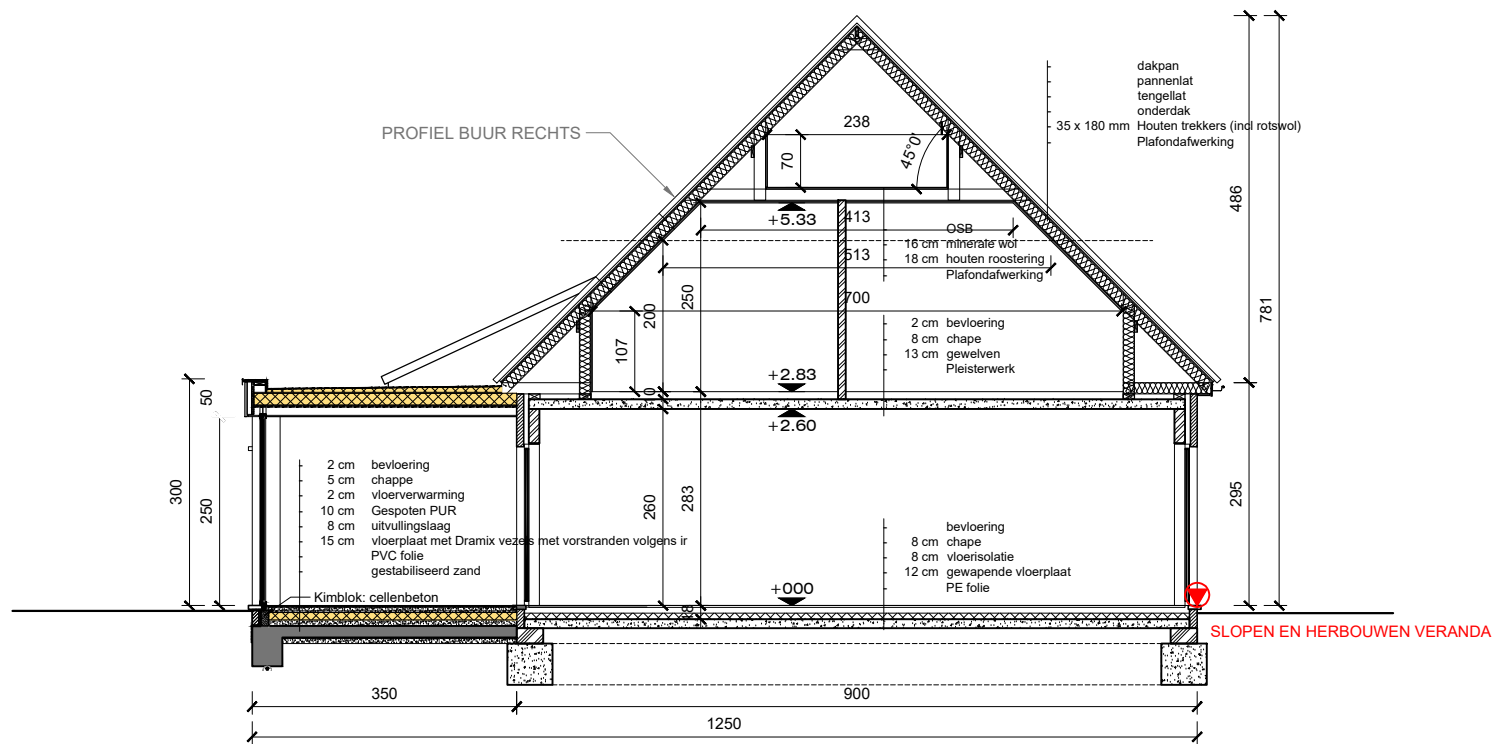 dakpan
pannenlat
tengellat
onderdak
35 x 180 mm Houten trekkers (incl rotswol)
Plafondafwerking
PROFIEL BUUR RECHTS
238
70
45°0'
486
781
+5.33
413
OSB
16 cm minerale wol
513
18 cm houten roostering
Plafondafwerking
250
200
700
107
2 cm bevloering
8 cm chape
13 cm gewelven
Pleisterwerk
+2.83
0
50
+2.60
300
250
2 cm bevloering
5 cm chappe
2 cm vloerverwarming
10 cm Gespoten PUR
8 cm uitvullingslaag
15 cm vloerplaat met Dramix vezels met vorstranden volgens ir
PVC folie
gestabiliseerd zand
260
283
295
bevloering
8 cm chape
8 cm vloerisolatie
12 cm gewapende vloerplaat
PE folie
Kimblok: cellenbeton
+000
SLOPEN EN HERBOUWEN VERANDA
350
900
1250